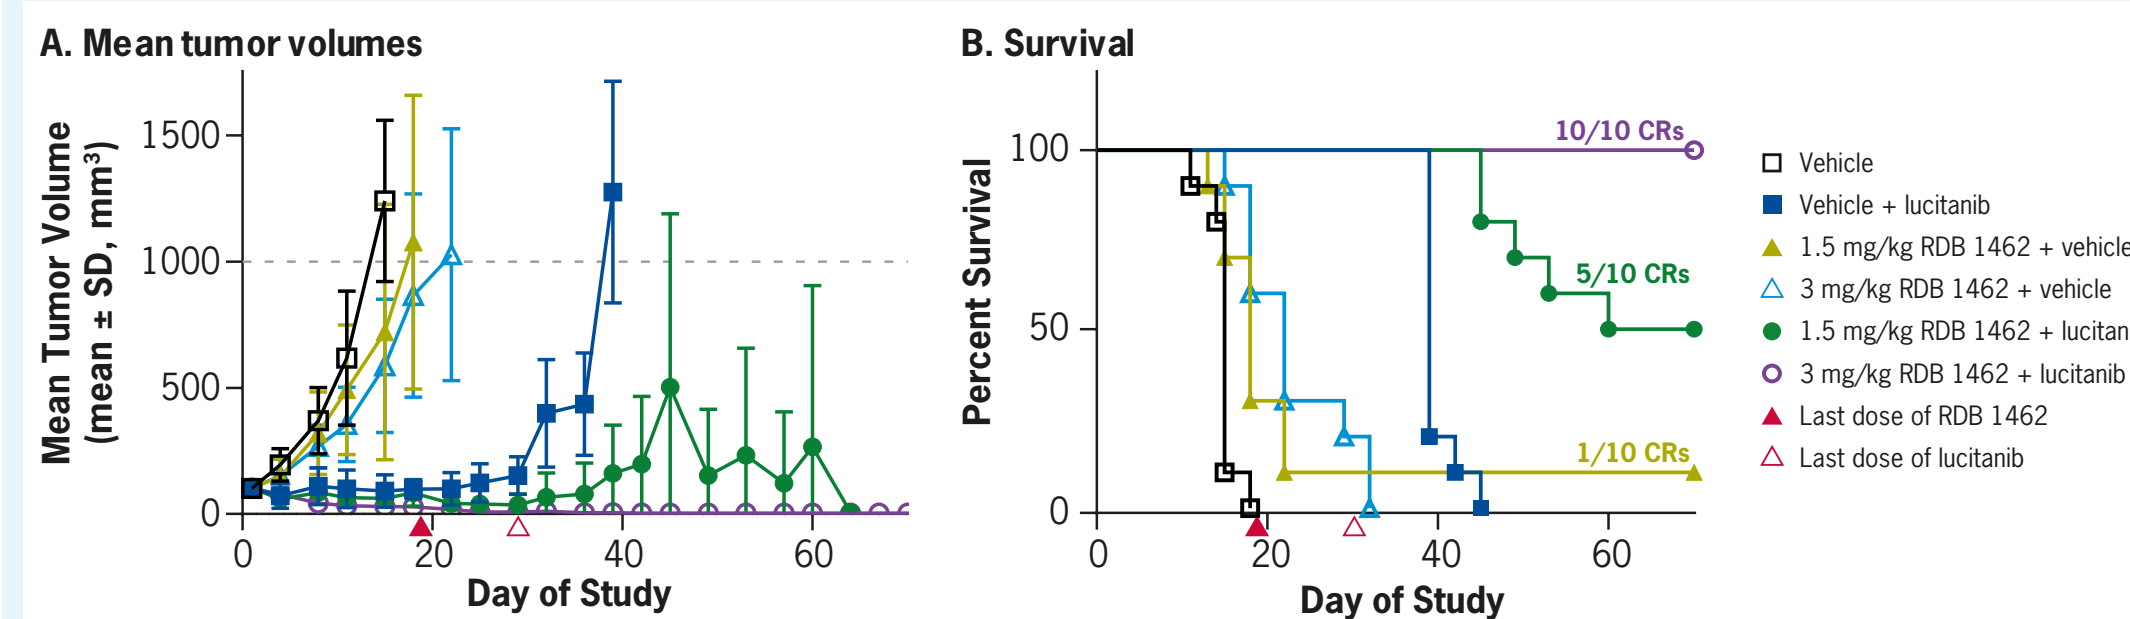 A. Mean tumor volumes
Mean Tumor Volume
(mean ± SD, mm³)
1500
1000
500
0
0 20 40 60
Day of Study
B. Survival
Percent Survival
100
50
0
0 20 40 60
Day of Study
10/10 CRs
5/10 CRs
1/10 CRs
Vehicle
Vehicle + lucitanib
1.5 mg/kg RDB 1462 + vehicle
3 mg/kg RDB 1462 + vehicle
1.5 mg/kg RDB 1462 + lucitan
3 mg/kg RDB 1462 + lucitanib
Last dose of RDB 1462
Last dose of lucitanib